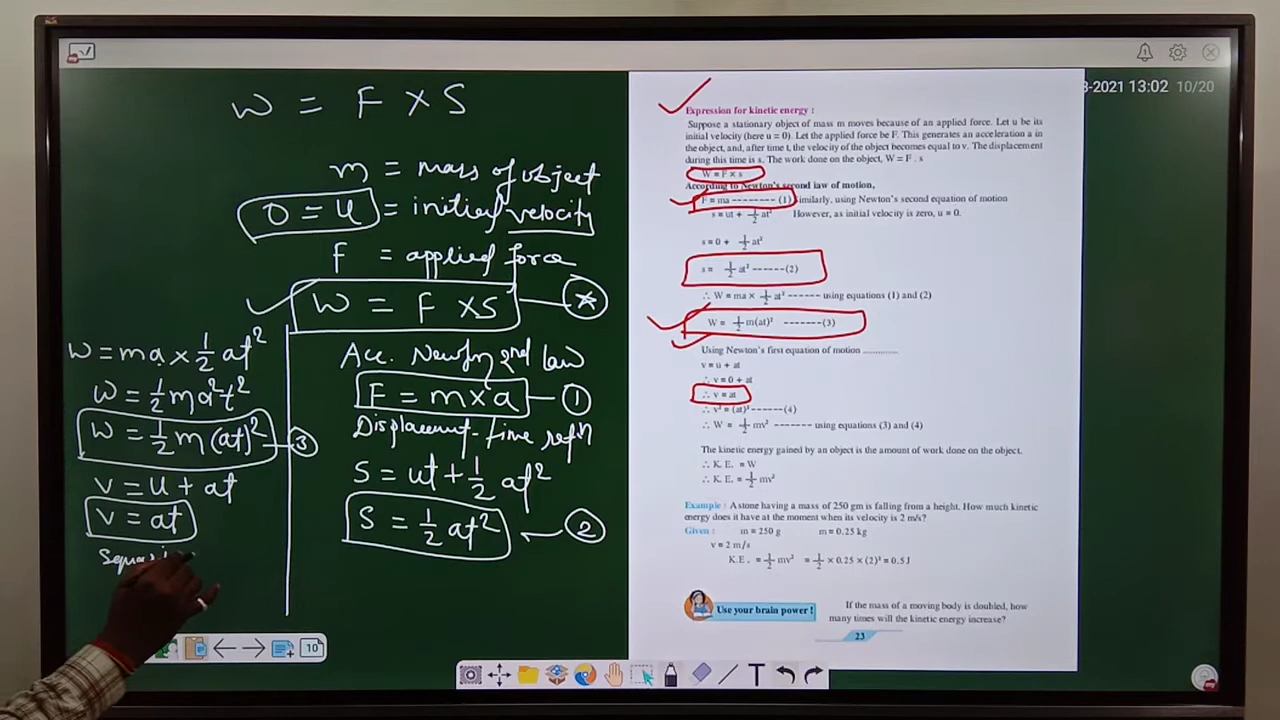 W = F × S
m = mass of object
0 = u = initial velocity
F = applied force
W = F × S
Acc. Newton 2nd law
F = m × a — 1
Displacement-time
S = ut + 1/2 at²
S = 1/2 at² — 2
W = ma × 1/2 at²
W = 1/2 ma²t²
W = 1/2 m(at)² — 3
v = u + at
v = at
-2021 13:02 10/20
Expression for kinetic energy :
Suppose a stationary object of mass m moves because of an applied force. Let u be its
initial velocity (here u = 0). Let the applied force be F. This generates an acceleration a in
the object, and, after time t, the velocity of the object becomes equal to v. The displacement
during this time is s. The work done on the object, W = F . s
W = F × s
According to Newton's second law of motion,
F = ma -------- (1) Similarly, using Newton's second equation of motion
s = ut + 1/2 at² However, as initial velocity is zero, u = 0.
s = 0 + 1/2 at²
s = 1/2 at² ------(2)
∴ W = ma × 1/2 at² ------ using equations (1) and (2)
W = 1/2 m(at)² -------(3)
Using Newton's first equation of motion ............
v = u + at
∴ v = 0 + at
∴ v = at
∴ v² = (at)² ------(4)
∴ W = 1/2 mv² ------- using equations (3) and (4)
The kinetic energy gained by an object is the amount of work done on the object.
∴ K. E. = W
∴ K. E. = 1/2 mv²
Example : A stone having a mass of 250 gm is falling from a height. How much kinetic
energy does it have at the moment when its velocity is 2 m/s?
Given : m = 250 g m = 0.25 kg
v = 2 m/s
K.E. = 1/2 mv² = 1/2 × 0.25 × (2)² = 0.5 J
Use your brain power !
If the mass of a moving body is doubled, how
many times will the kinetic energy increase?
23
10
T